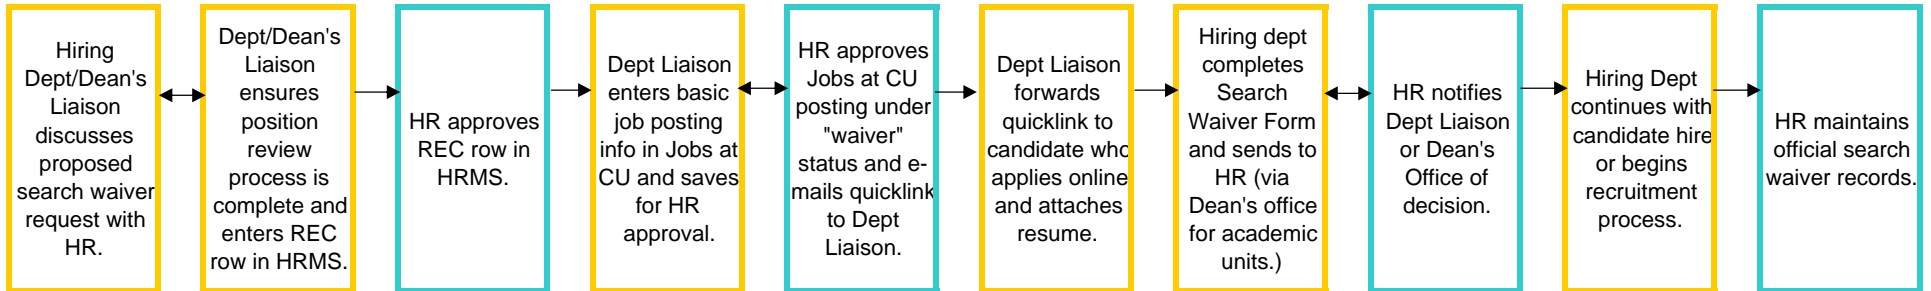 Hiring
Dept/Dean's
Liaison
discusses
proposed
search waiver
request with
HR.
Dept/Dean's
Liaison
ensures
position
review
process is
complete and
enters REC
row in HRMS.
HR approves
REC row in
HRMS.
Dept Liaison
enters basic
job posting
info in Jobs at
CU and saves
for HR
approval.
HR approves
Jobs at CU
posting under
"waiver"
status and e-
mails quicklink
to Dept
Liaison.
Dept Liaison
forwards
quicklink to
candidate who
applies online
and attaches
resume.
Hiring dept
completes
Search
Waiver Form
and sends to
HR (via
Dean's office
for academic
units.)
HR notifies
Dept Liaison
or Dean's
Office of
decision.
Hiring Dept
continues with
candidate hire
or begins
recruitment
process.
HR maintains
official search
waiver records.